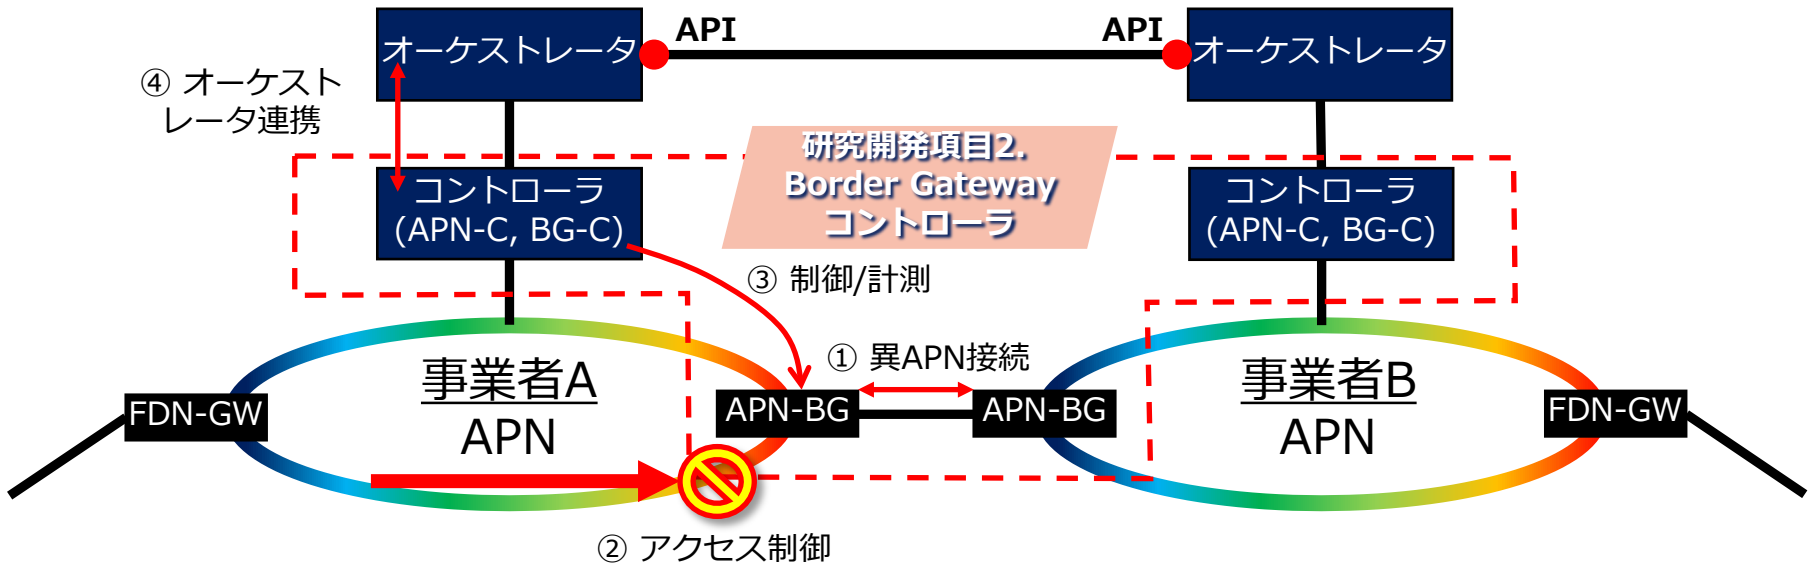 オーケストレータ
API
API
オーケストレータ
④ オーケスト
レータ連携
研究開発項目2.
Border Gateway
コントローラ
コントローラ
(APN-C, BG-C)
コントローラ
(APN-C, BG-C)
③ 制御/計測
① 異APN接続
事業者A
APN
事業者B
APN
FDN-GW
APN-BG
APN-BG
FDN-GW
② アクセス制御